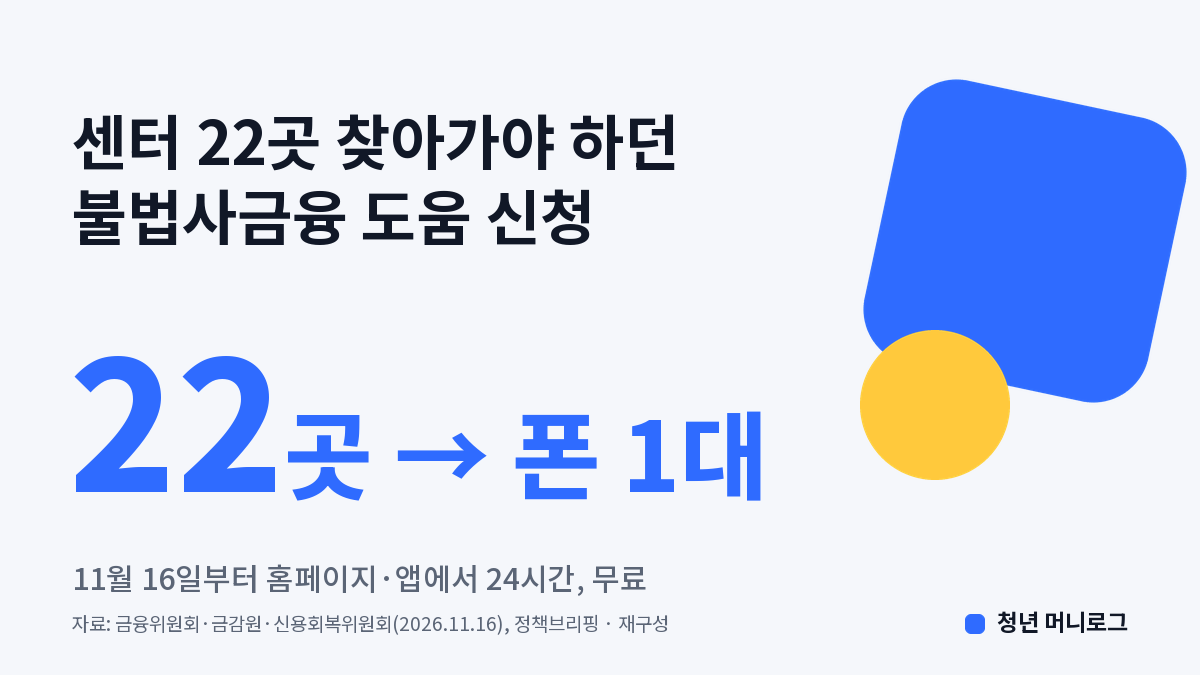 센터 22곳 찾아가야 하던
불법사금융 도움 신청
22곳 → 폰 1대
11월 16일부터 홈페이지·앱에서 24시간, 무료
자료: 금융위원회·금감원·신용회복위원회(2026.11.16), 정책브리핑 · 재구성
청년 머니로그